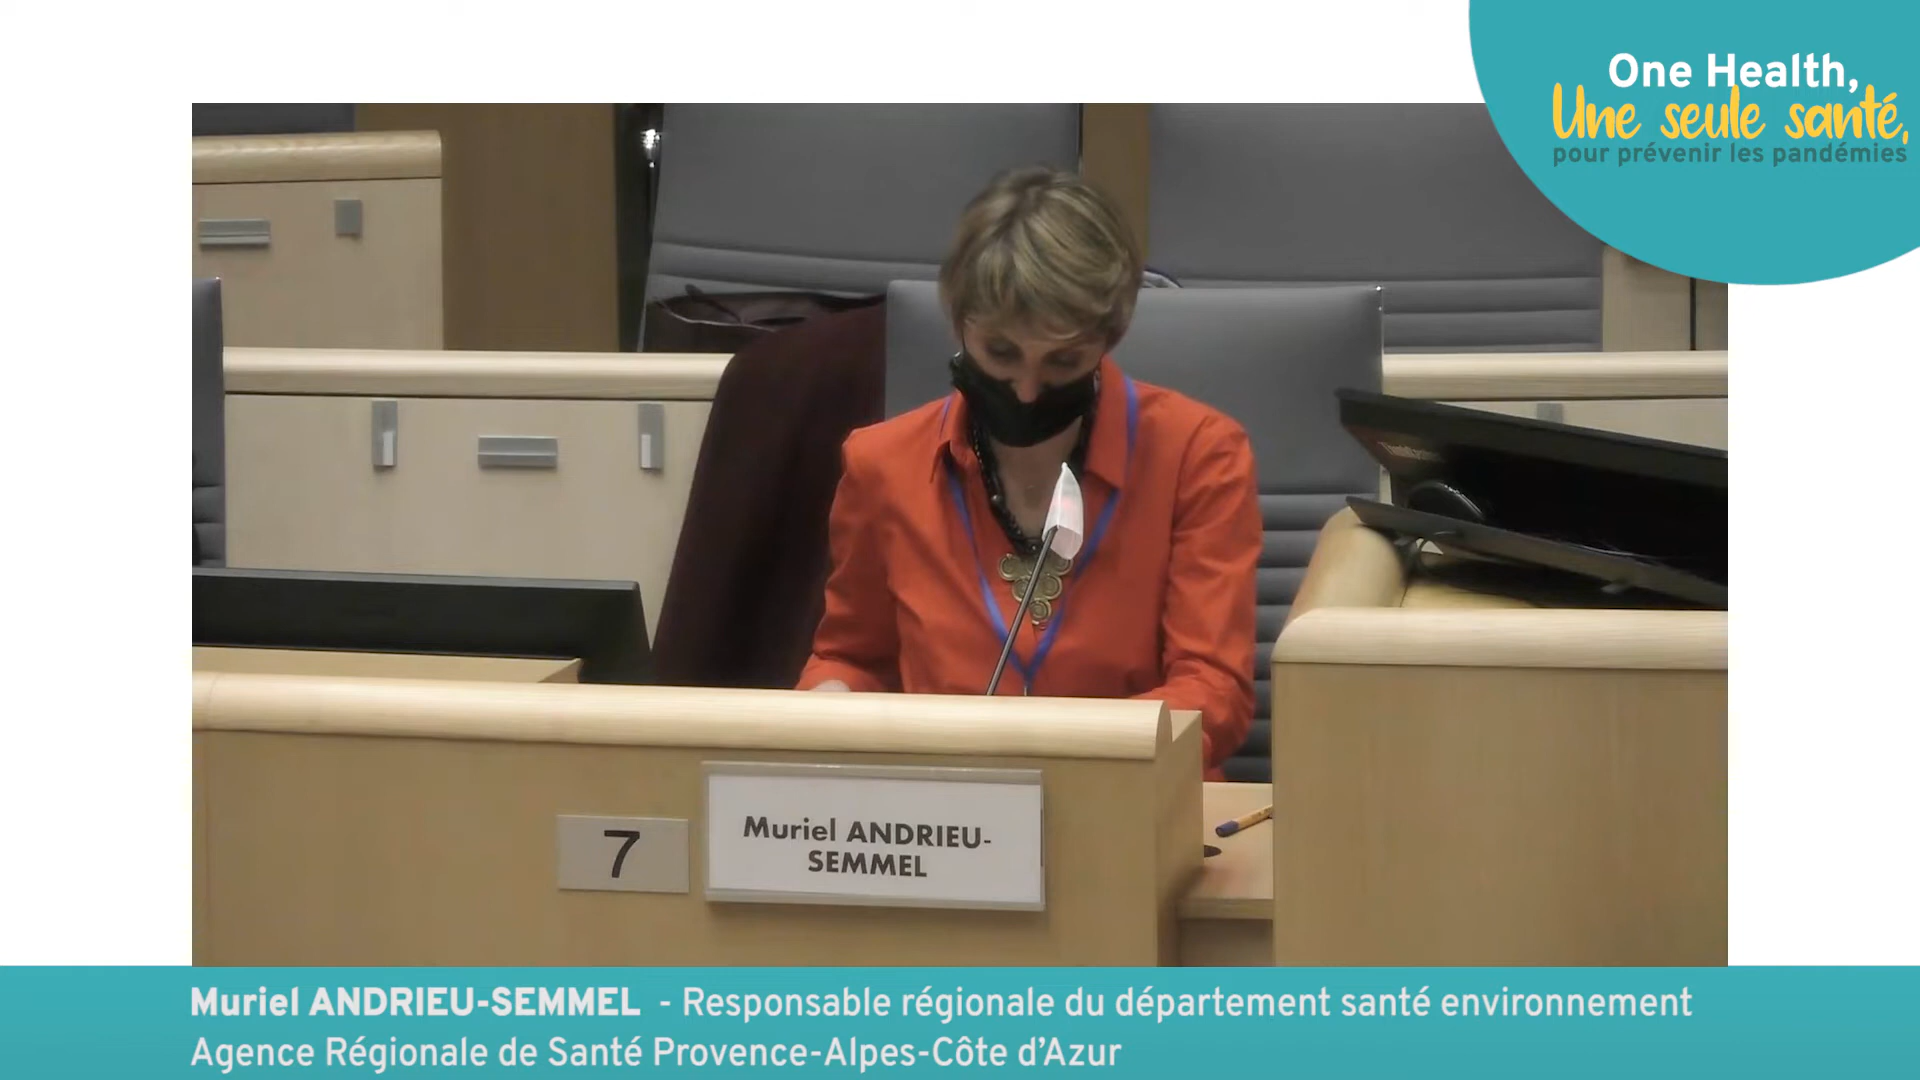 One Health,
Une seule santé,
pour prévenir les pandémies
7
Muriel ANDRIEU-
SEMMEL
Muriel ANDRIEU-SEMMEL - Responsable régionale du département santé environnement
Agence Régionale de Santé Provence-Alpes-Côte d'Azur